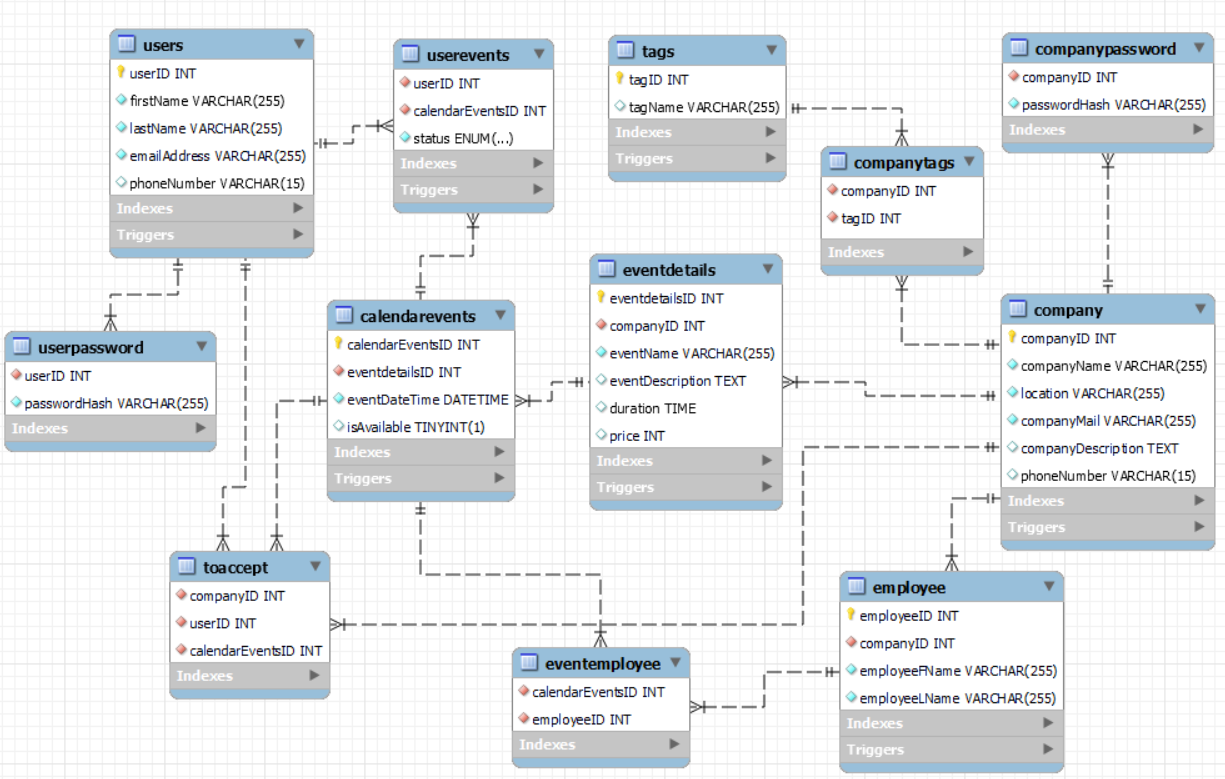 users
userID INT
firstName VARCHAR(255)
lastName VARCHAR(255)
emailAddress VARCHAR(255)
phoneNumber VARCHAR(15)
Indexes
Triggers
userevents
userID INT
calendarEventsID INT
status ENUM(...)
Indexes
Triggers
tags
tagID INT
tagName VARCHAR(255)
Indexes
Triggers
companypassword
companyID INT
passwordHash VARCHAR(255)
Indexes
companytags
companyID INT
tagID INT
Indexes
eventdetails
eventdetailsID INT
companyID INT
eventName VARCHAR(255)
eventDescription TEXT
duration TIME
price INT
Indexes
Triggers
calendarevents
calendarEventsID INT
eventdetailsID INT
eventDateTime DATETIME
isAvailable TINYINT(1)
Indexes
Triggers
company
companyID INT
companyName VARCHAR(255)
location VARCHAR(255)
companyMail VARCHAR(255)
companyDescription TEXT
phoneNumber VARCHAR(15)
Indexes
Triggers
userpassword
userID INT
passwordHash VARCHAR(255)
Indexes
toaccept
companyID INT
userID INT
calendarEventsID INT
Indexes
eventemployee
calendarEventsID INT
employeeID INT
Indexes
employee
employeeID INT
companyID INT
employeeFName VARCHAR(255)
employeeLName VARCHAR(255)
Indexes
Triggers